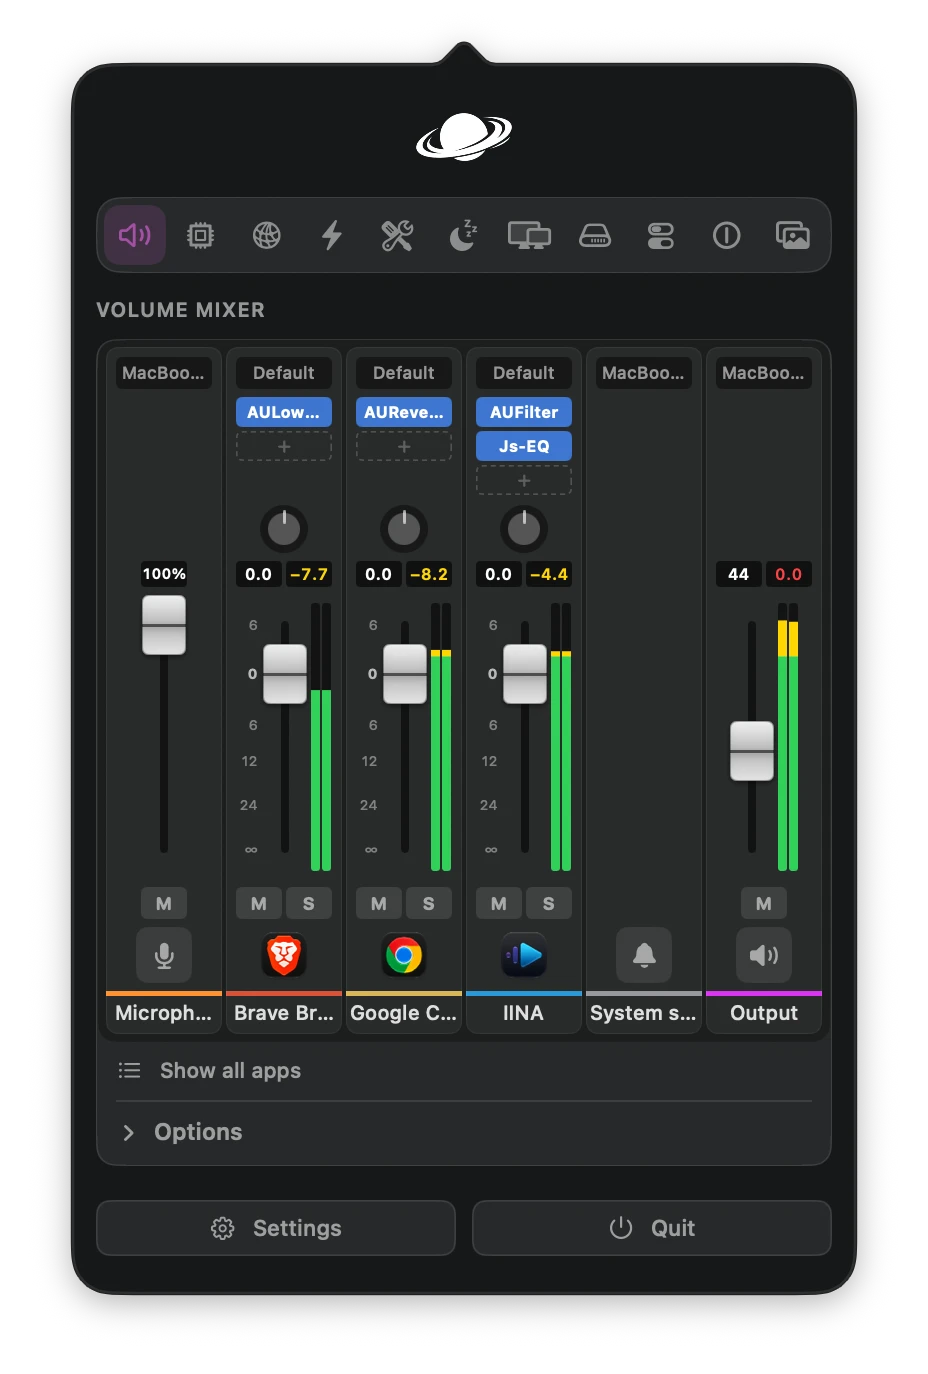 VOLUME MIXER
MacBoo... Default Default Default MacBoo... MacBoo...
AULow... AUReve... AUFilter
+ + Js-EQ
+
100% 0.0 −7.7 0.0 −8.2 0.0 −4.4 44 0.0
6 6 6
0 0 0
6 6 6
12 12 12
24 24 24
∞ ∞ ∞
M M S M S M S M
Microph... Brave Br... Google C... IINA System s... Output
Show all apps
Options
Settings Quit